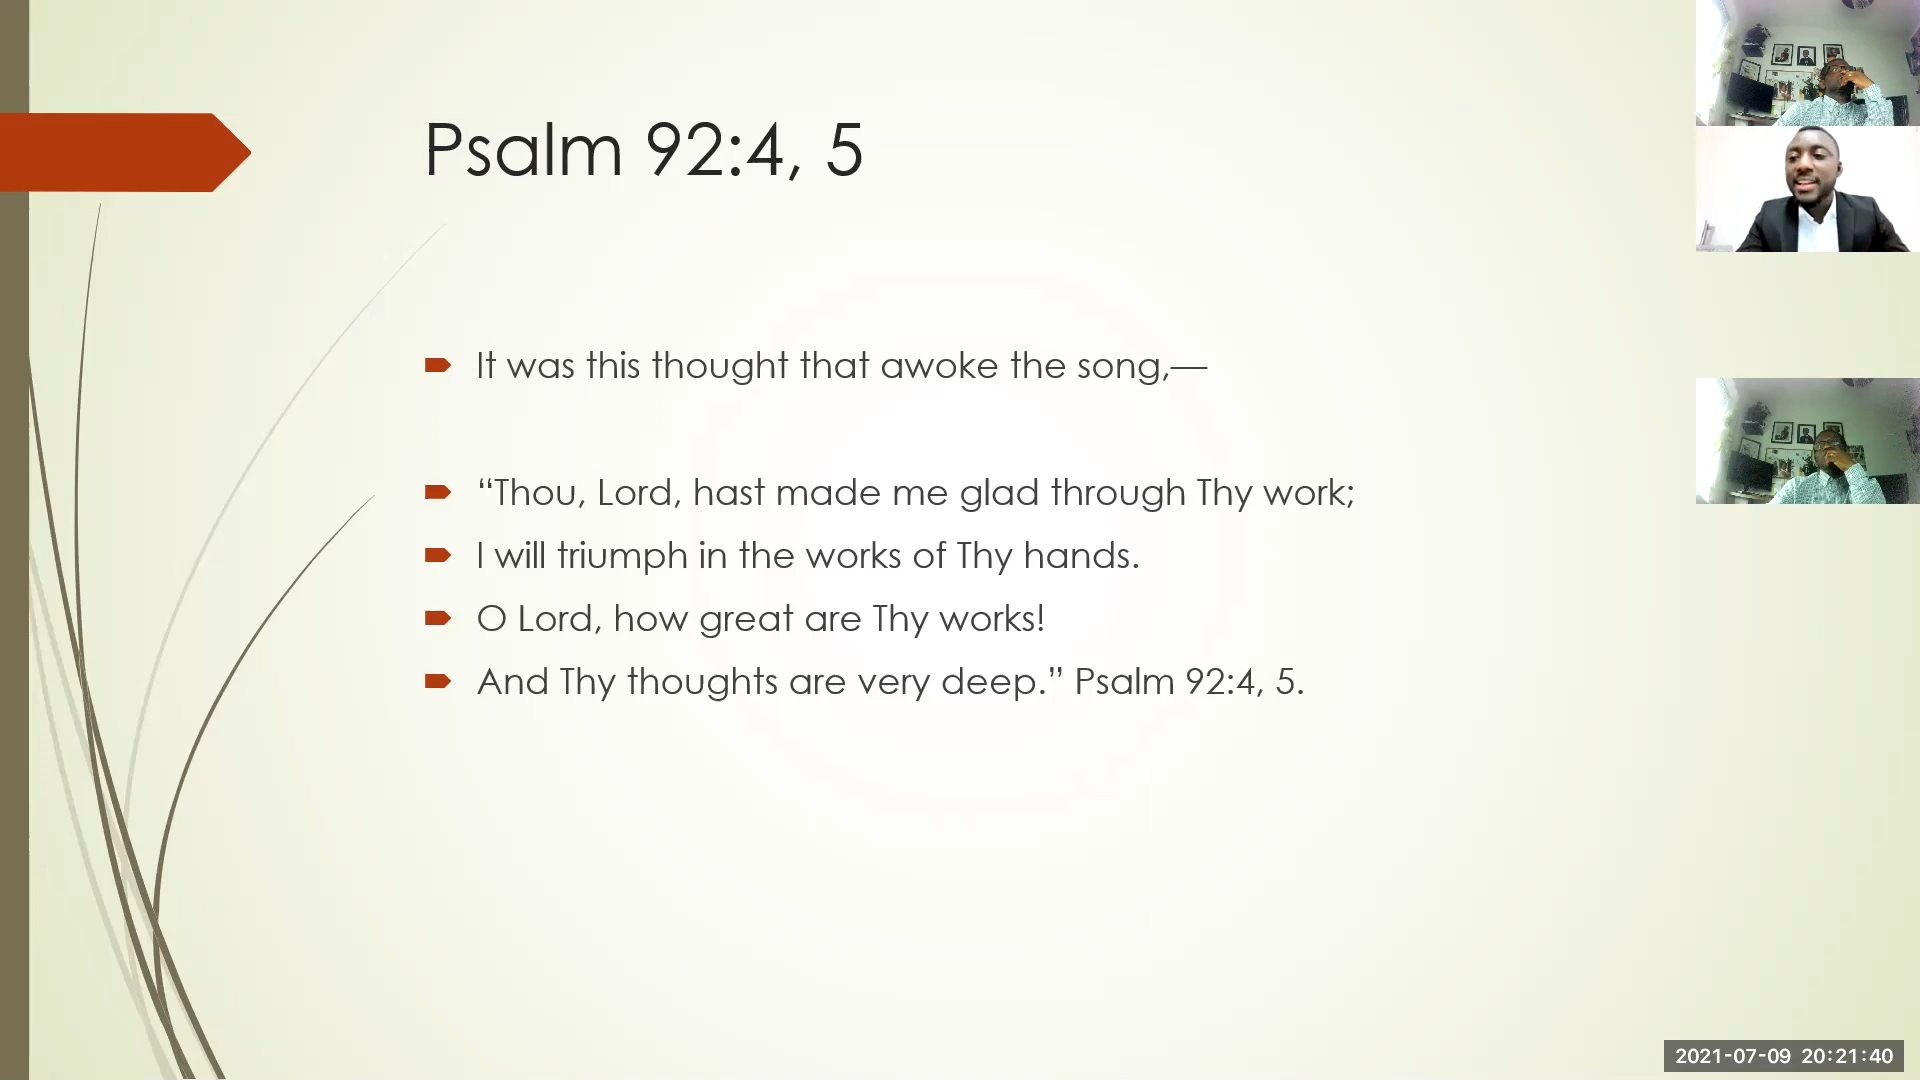 Psalm 92:4, 5
It was this thought that awoke the song,—
“Thou, Lord, hast made me glad through Thy work;
I will triumph in the works of Thy hands.
O Lord, how great are Thy works!
And Thy thoughts are very deep.” Psalm 92:4, 5.
2021-07-09 20:21:40